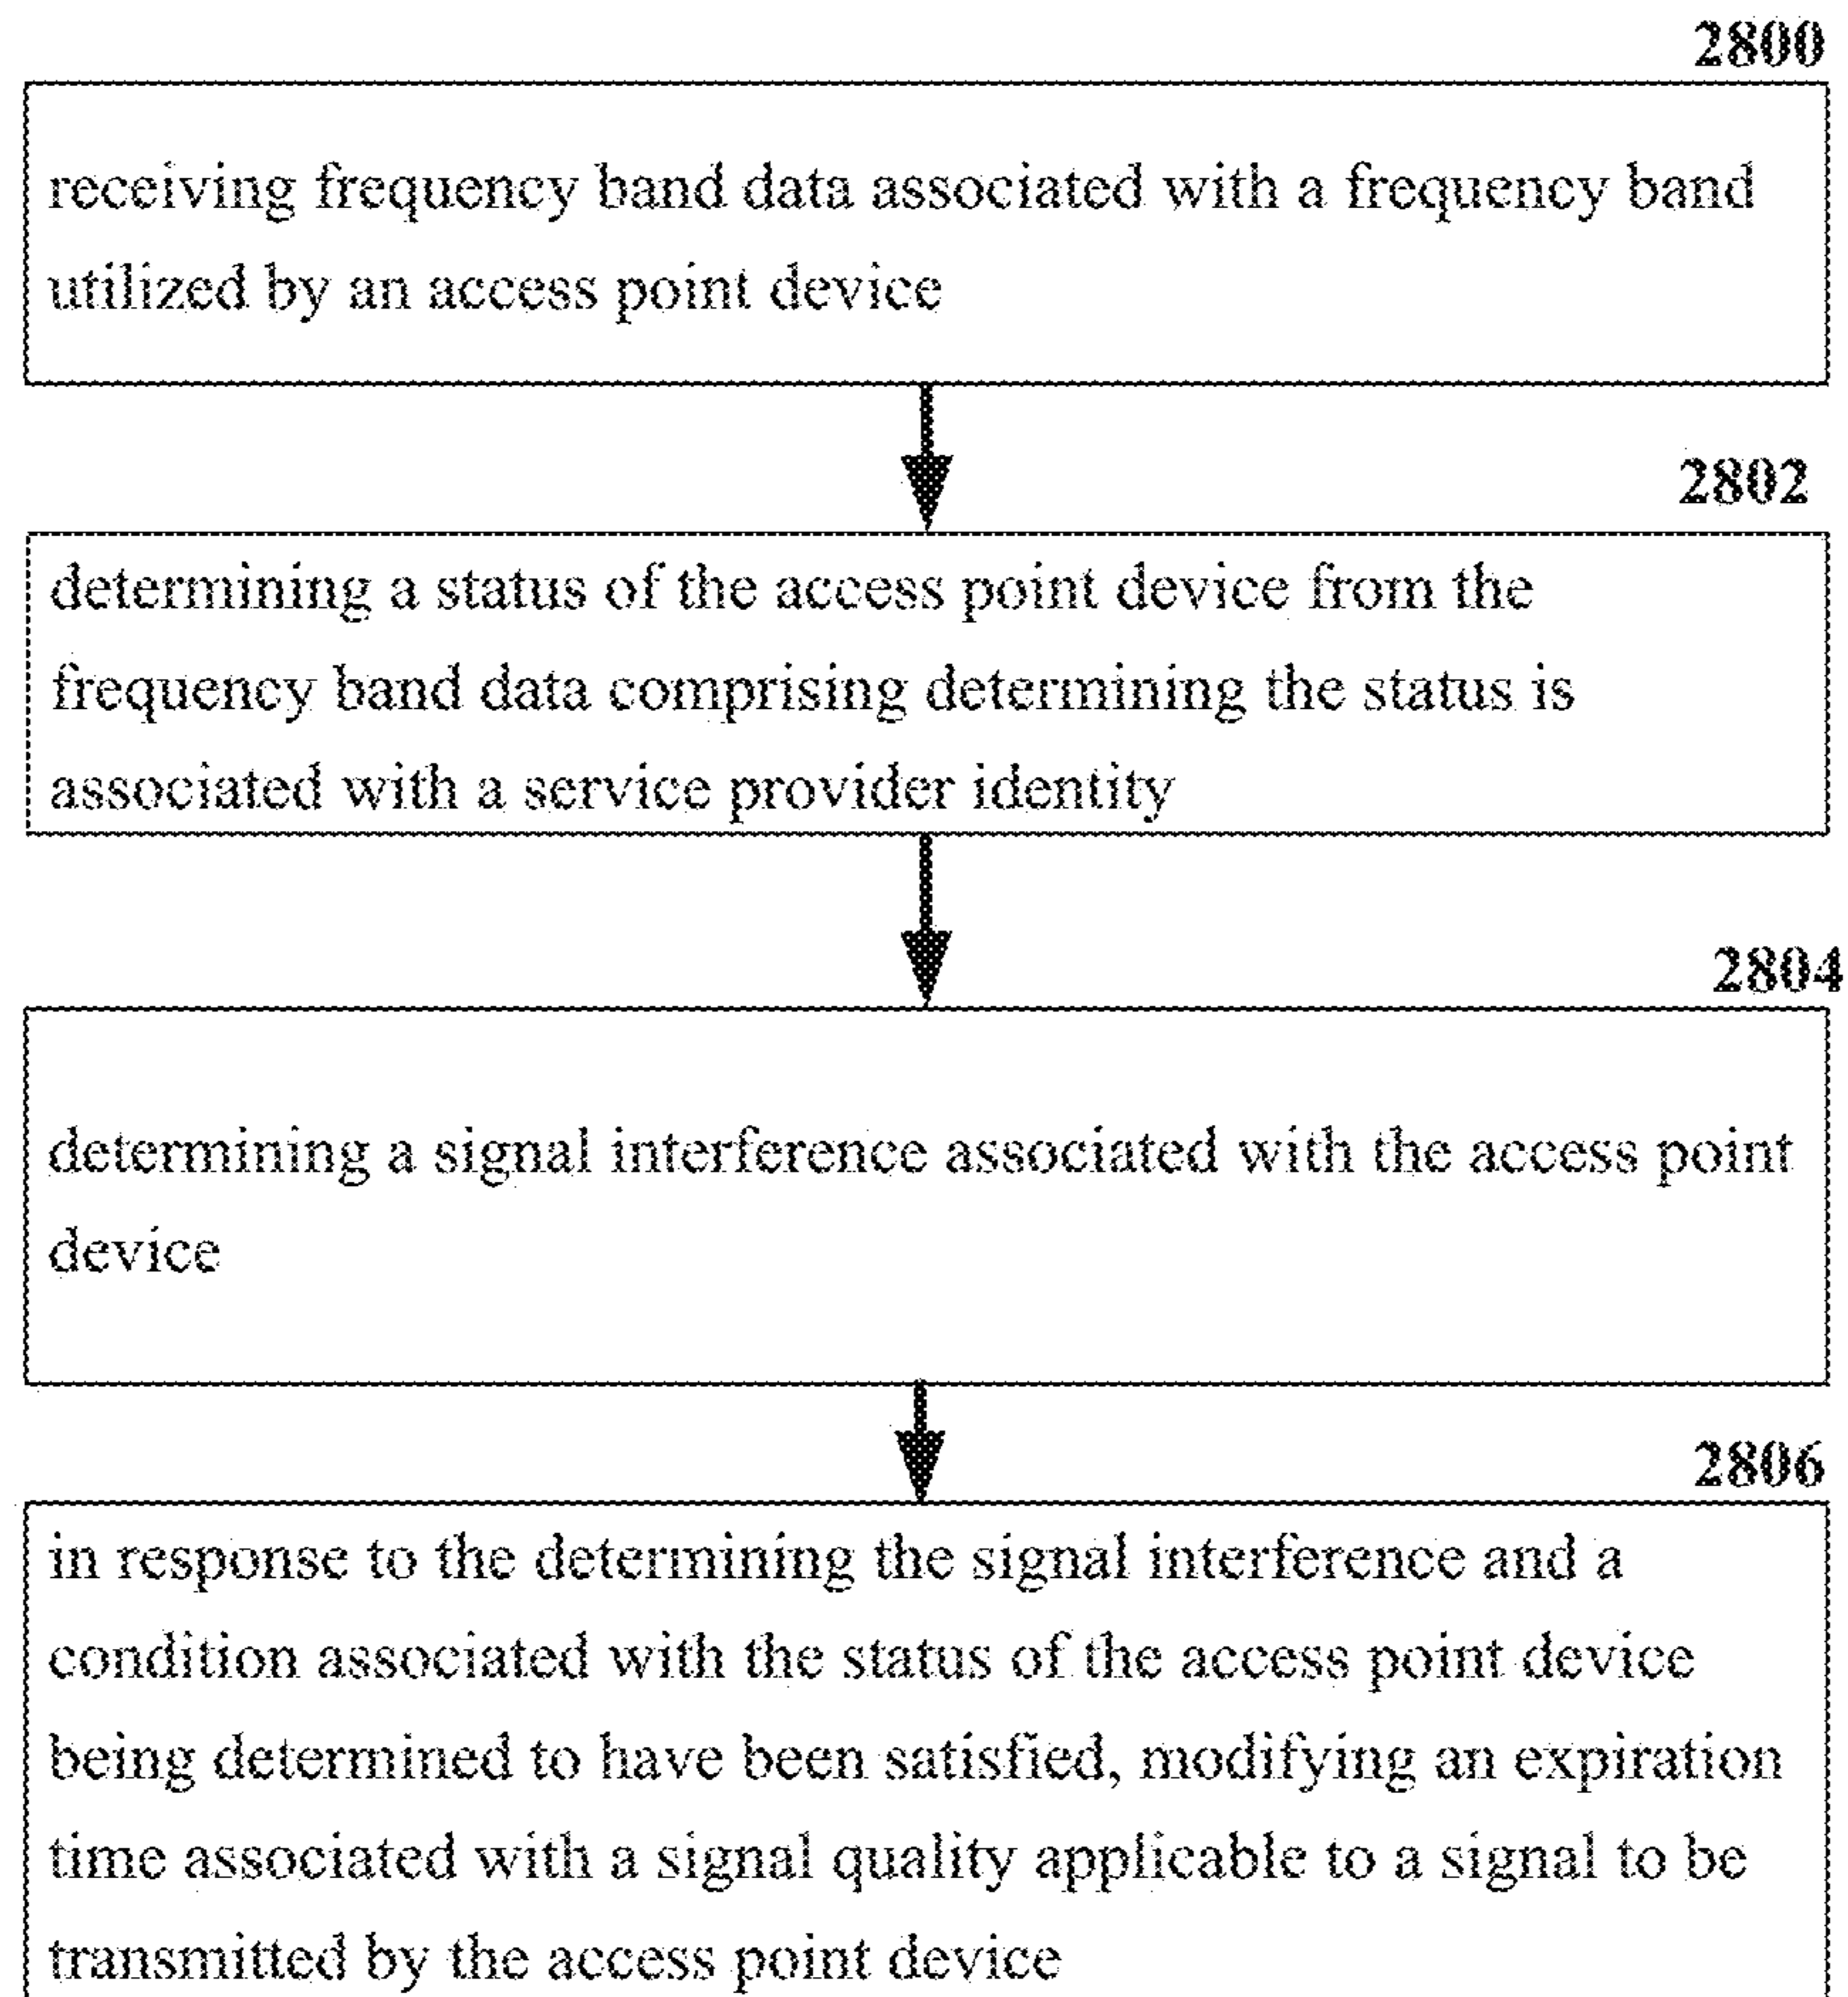 2800
receiving frequency band data associated with a frequency band
utilized by an access point device
2802
determining a status of the access point device from the
frequency band data comprising determining the status is
associated with a service provider identity
2804
determining a signal interference associated with the access point
device
2806
in response to the determining the signal interference and a
condition associated with the status of the access point device
being determined to have been satisfied, modifying an expiration
time associated with a signal quality applicable to a signal to be
transmitted by the access point device